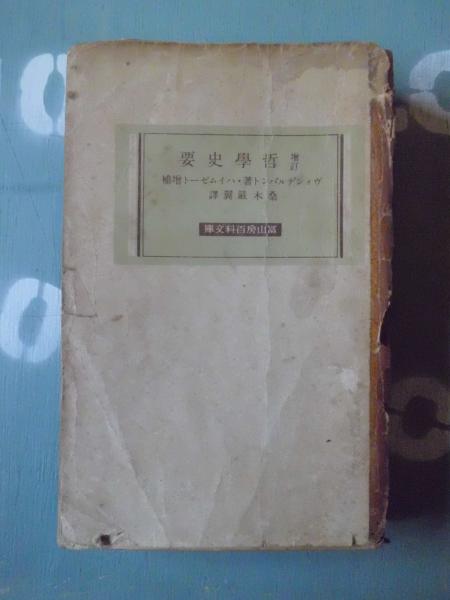 增訂 哲學史要
ヴィンデルバント著・ハイムゼート增補
桑木嚴翼譯
冨山房百科文庫